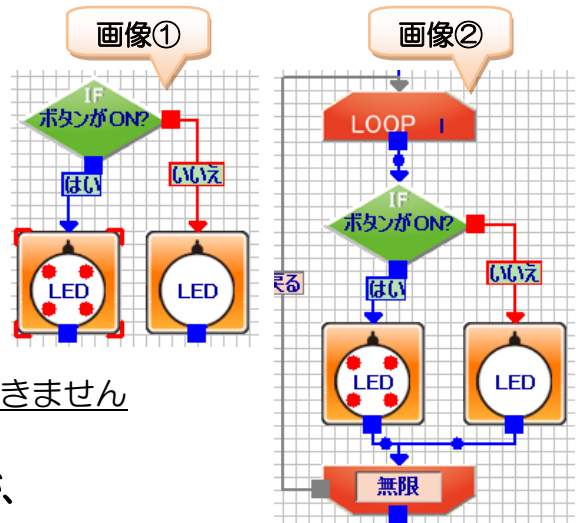 画像①
画像②
IF
ボタンがON?
はい
いいえ
LED
LED
LOOP I
IF
ボタンがON?
戻る
はい
いいえ
LED
LED
きません
無限